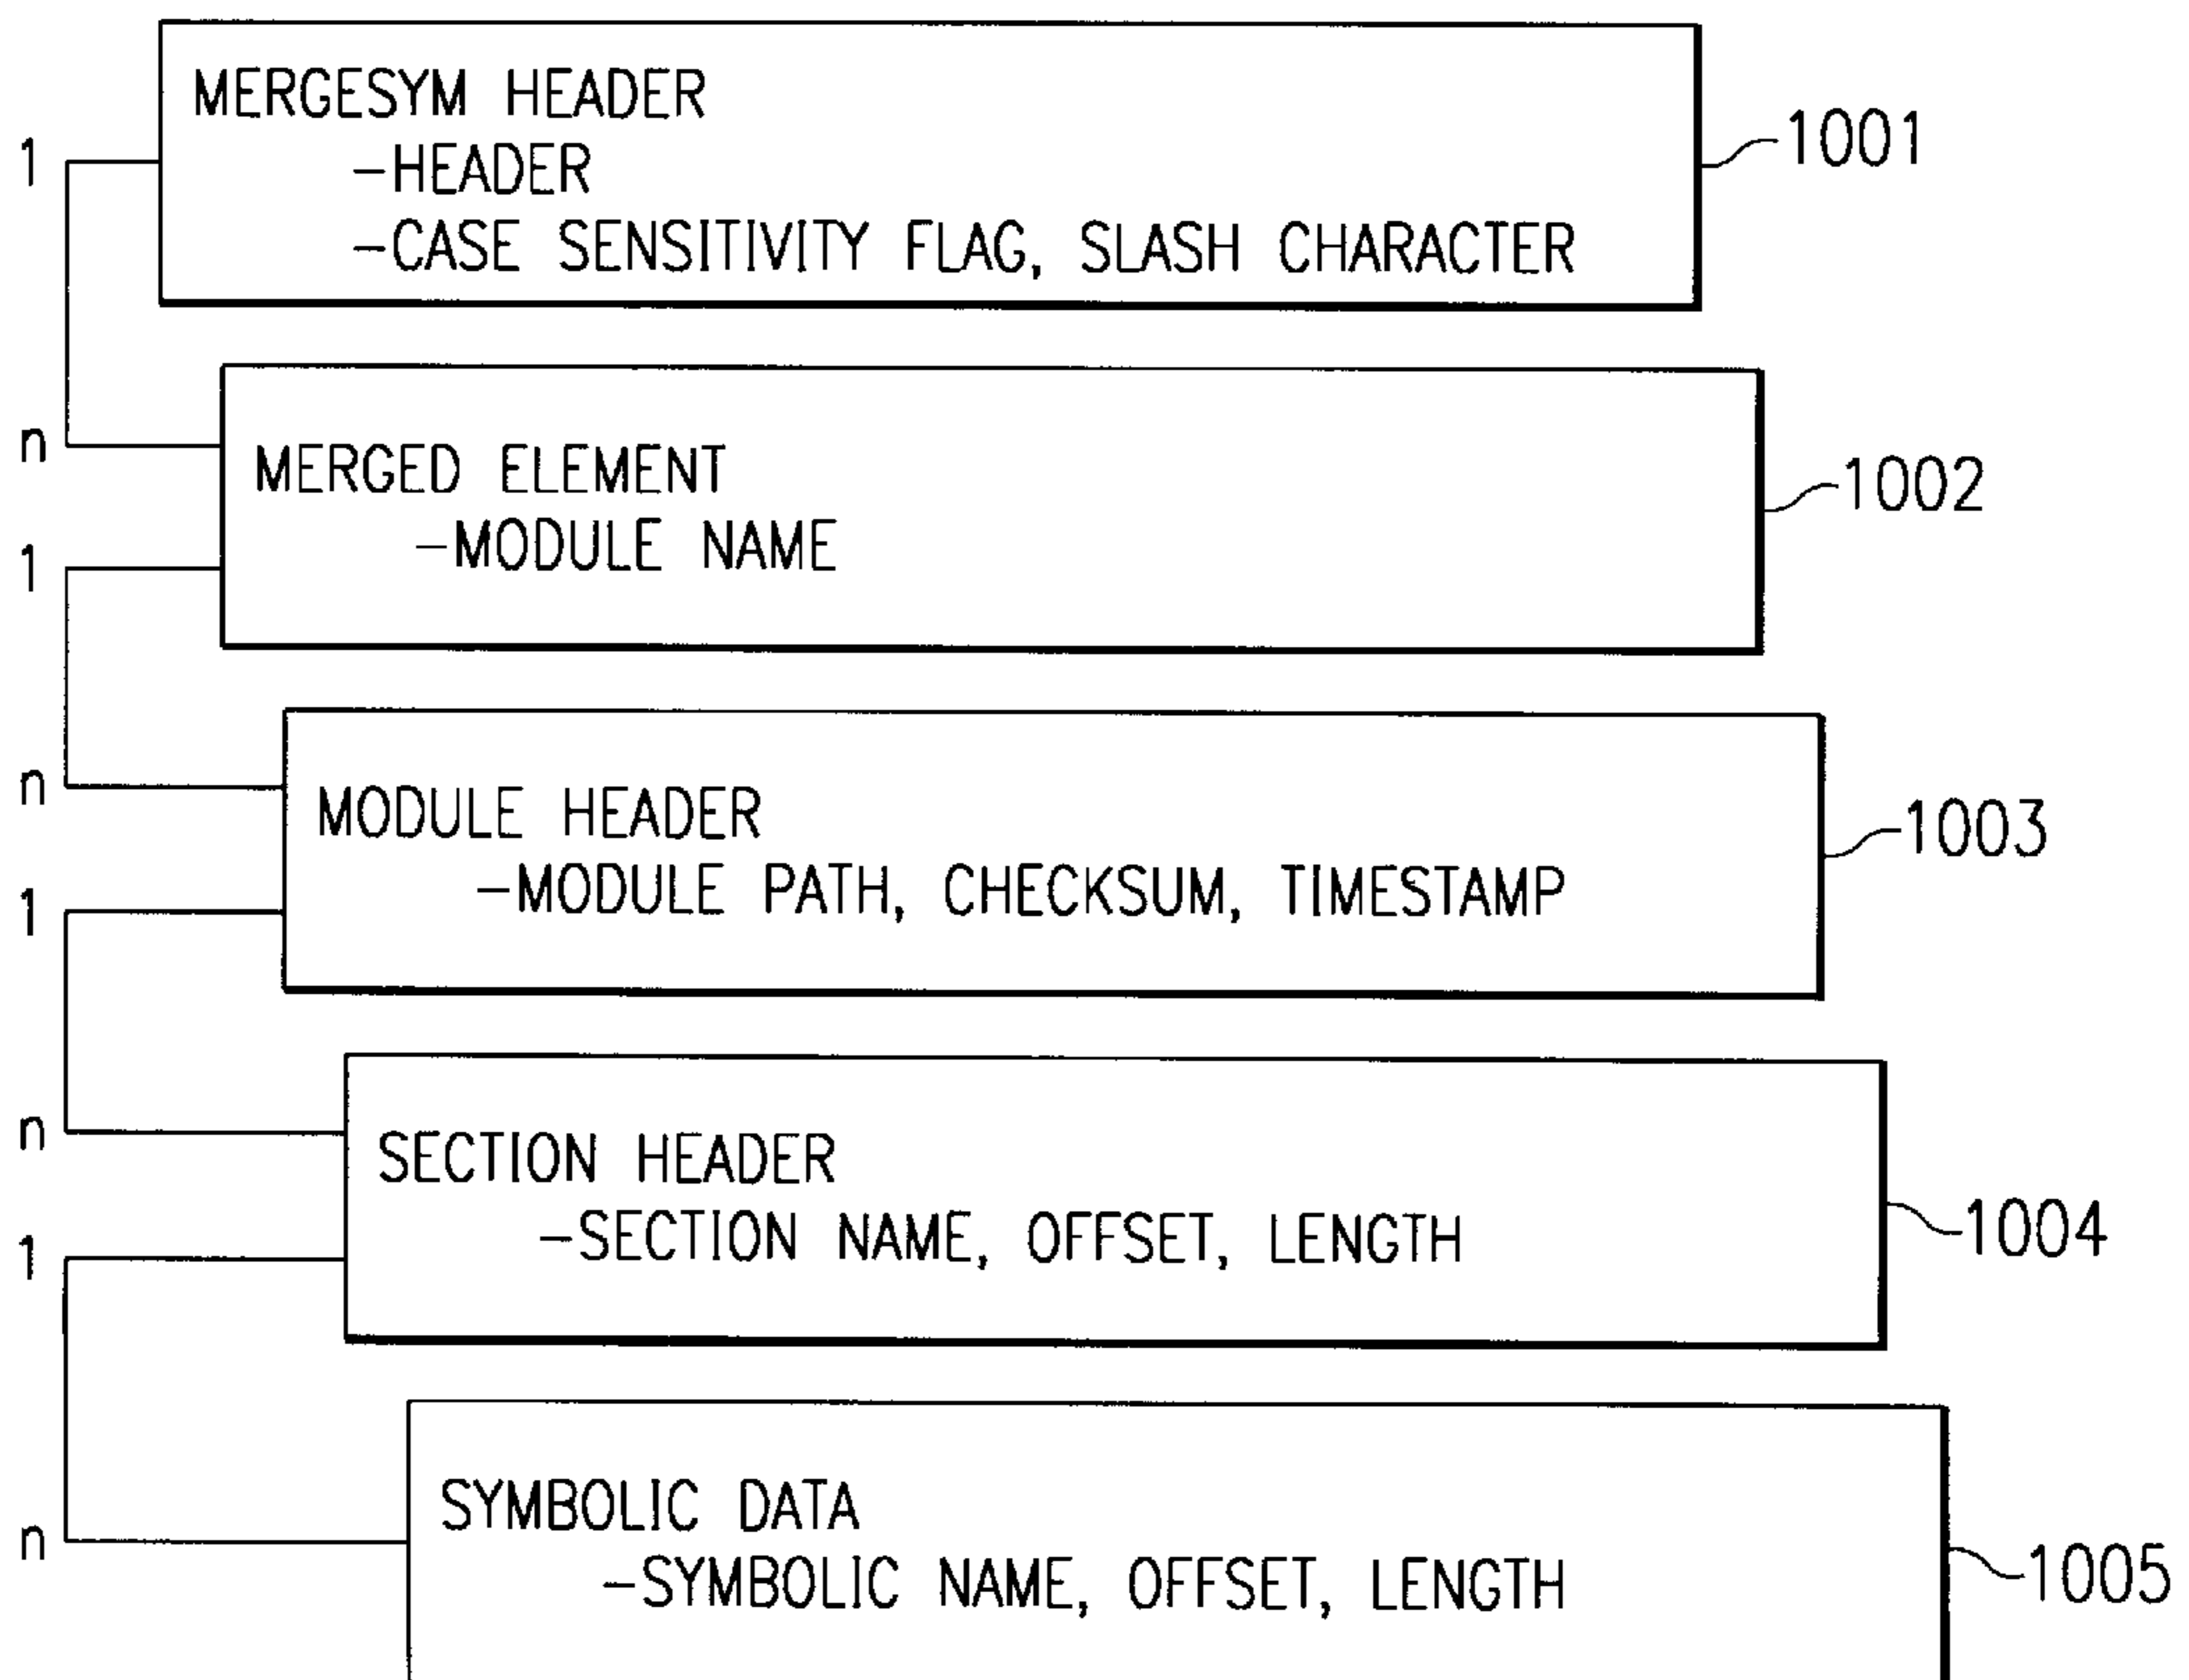 MERGESYM HEADER
-HEADER
-CASE SENSITIVITY FLAG, SLASH CHARACTER
1
1001
n
MERGED ELEMENT
-MODULE NAME
1
1002
n
MODULE HEADER
-MODULE PATH, CHECKSUM, TIMESTAMP
1
1003
n
SECTION HEADER
-SECTION NAME, OFFSET, LENGTH
1
1004
n
SYMBOLIC DATA
-SYMBOLIC NAME, OFFSET, LENGTH
1005